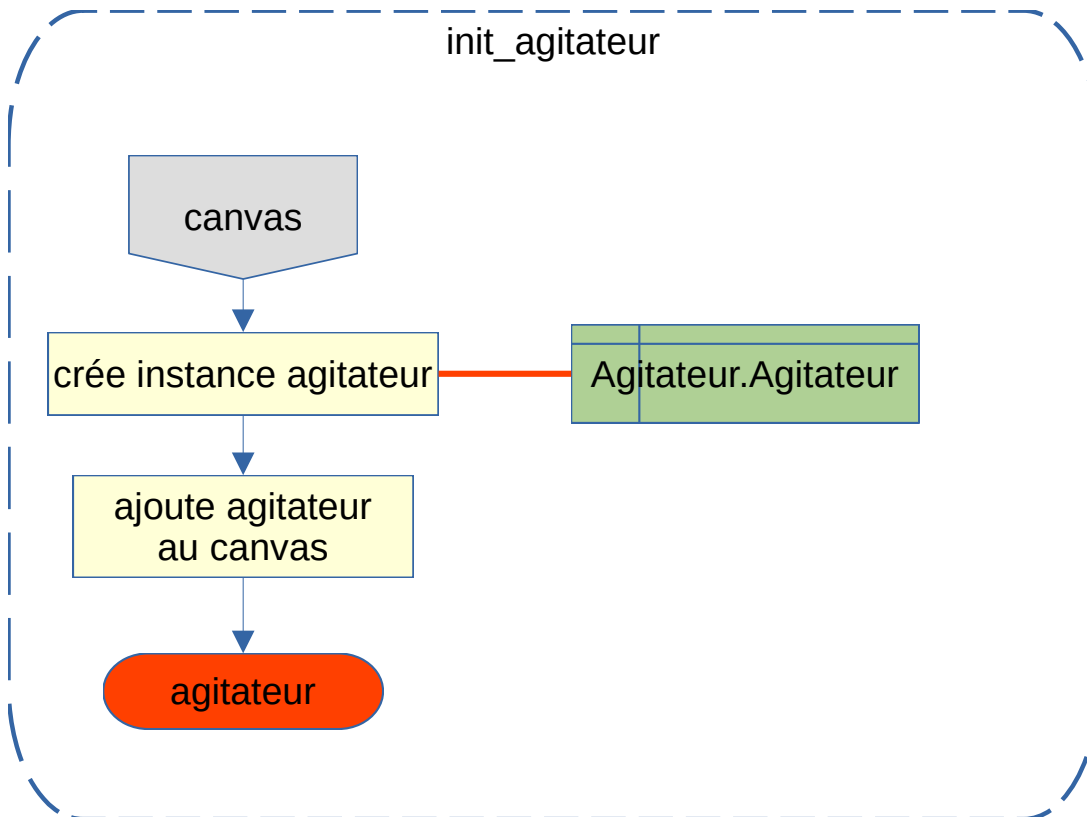 init_agitateur
canvas
crée instance agitateur
Agitateur.Agitateur
ajoute agitateur
au canvas
agitateur